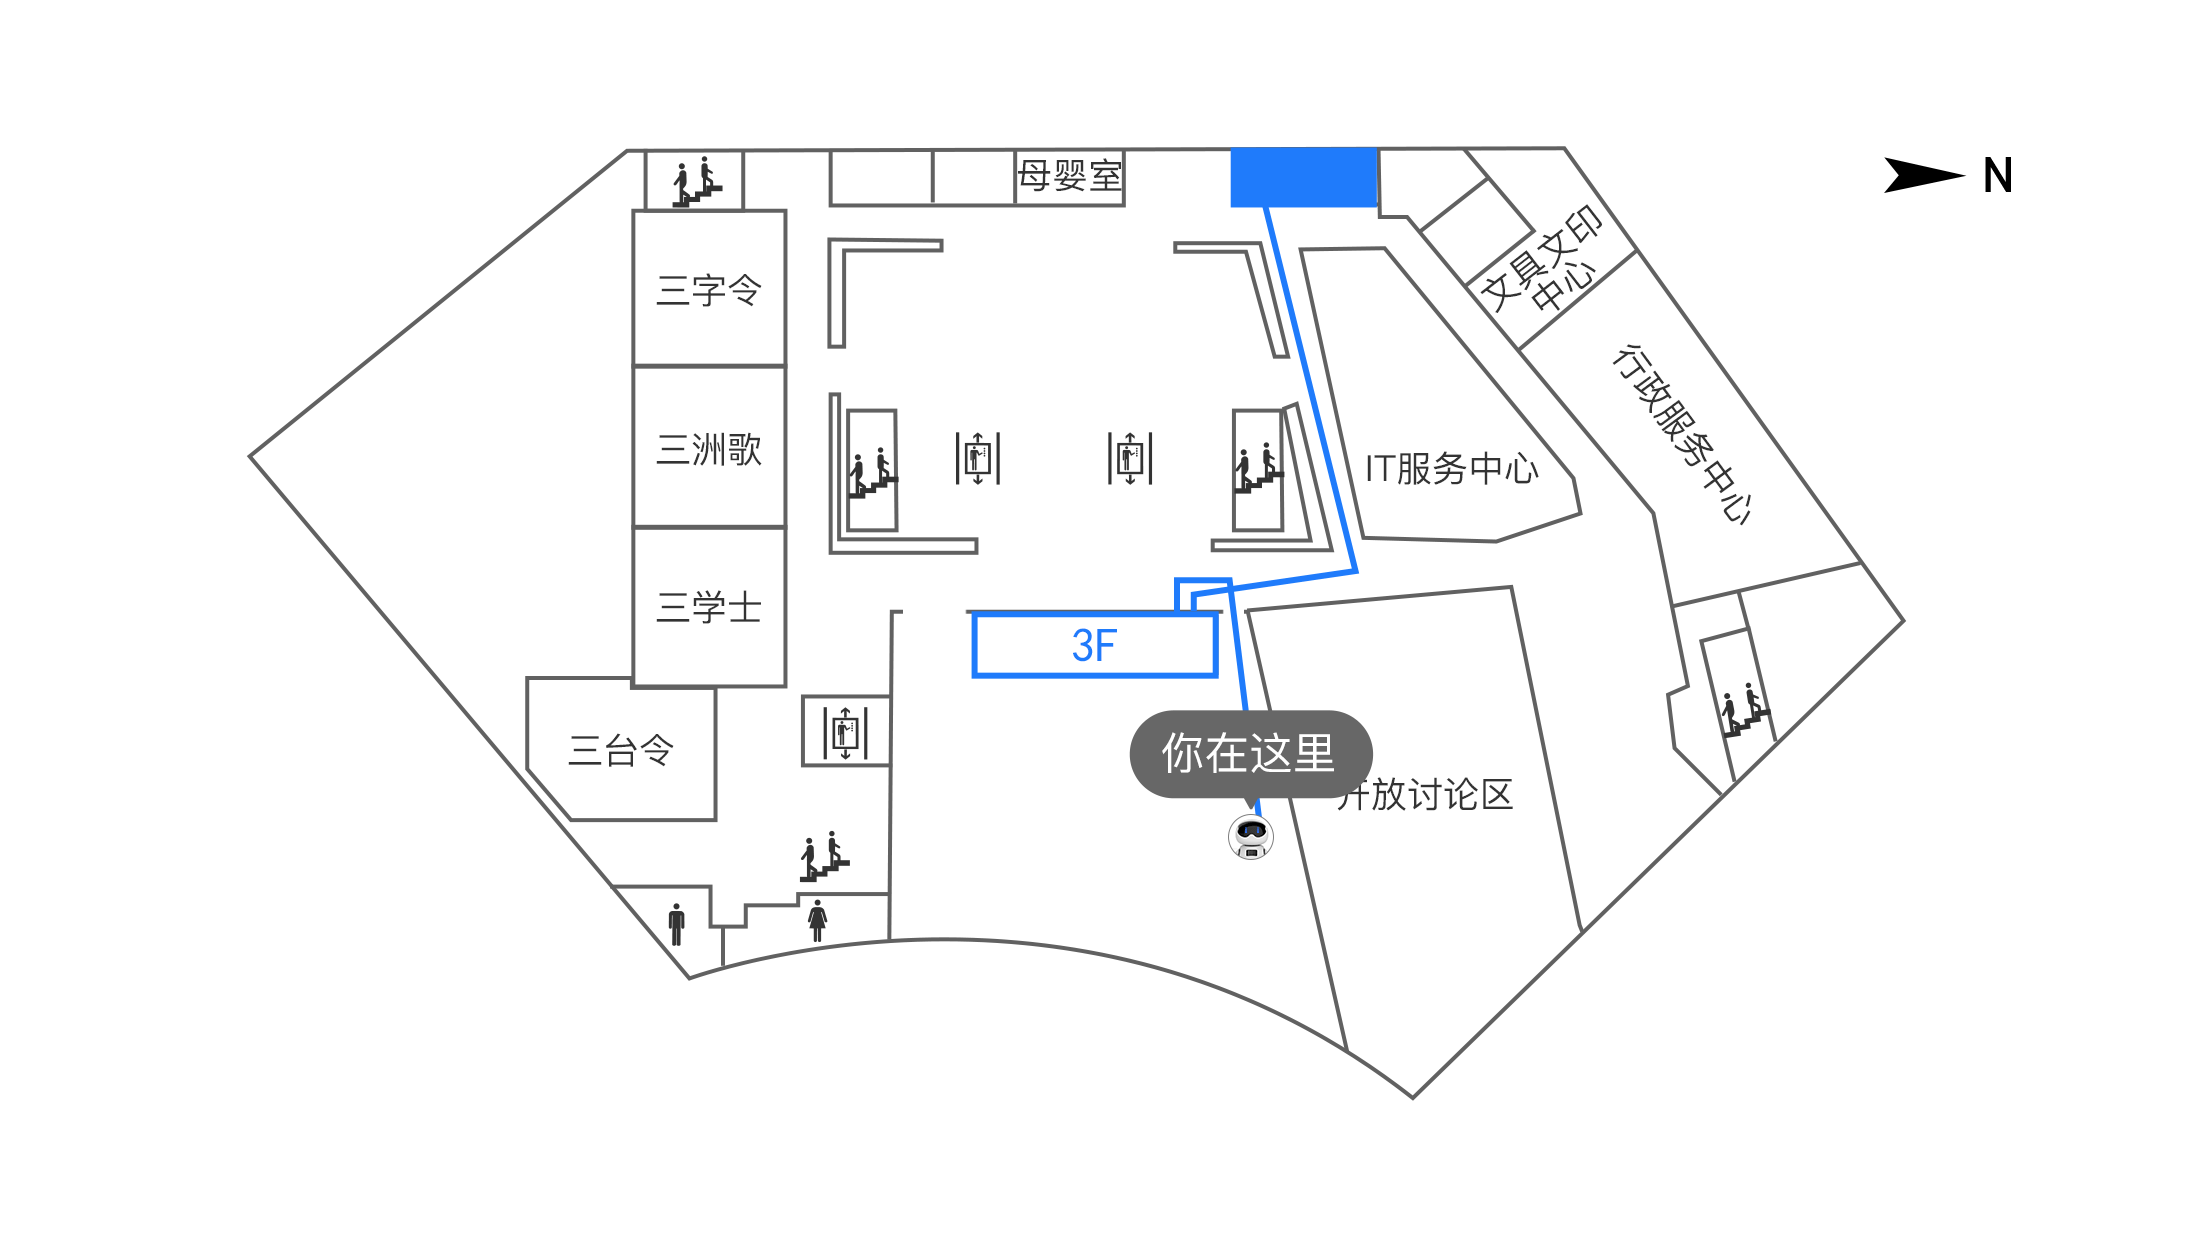 N
母婴室
文具文印
中心
三字令
行政服务中心
三洲歌
IT服务中心
三学士
3F
三台令
你在这里
开放讨论区